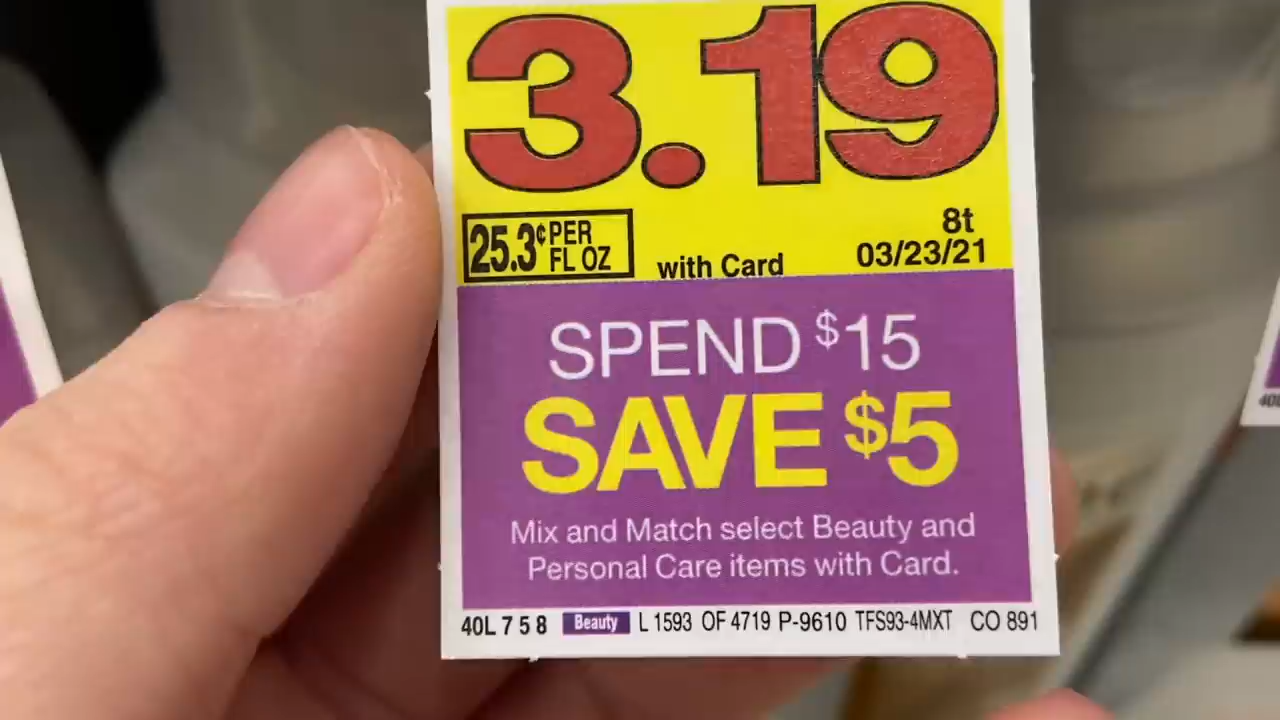 3.19
25.3¢ PER FL OZ
8t
with Card 03/23/21
SPEND $15
SAVE $5
Mix and Match select Beauty and
Personal Care items with Card.
40L 7 5 8 Beauty L 1593 OF 4719 P-9610 TFS93-4MXT CO 891